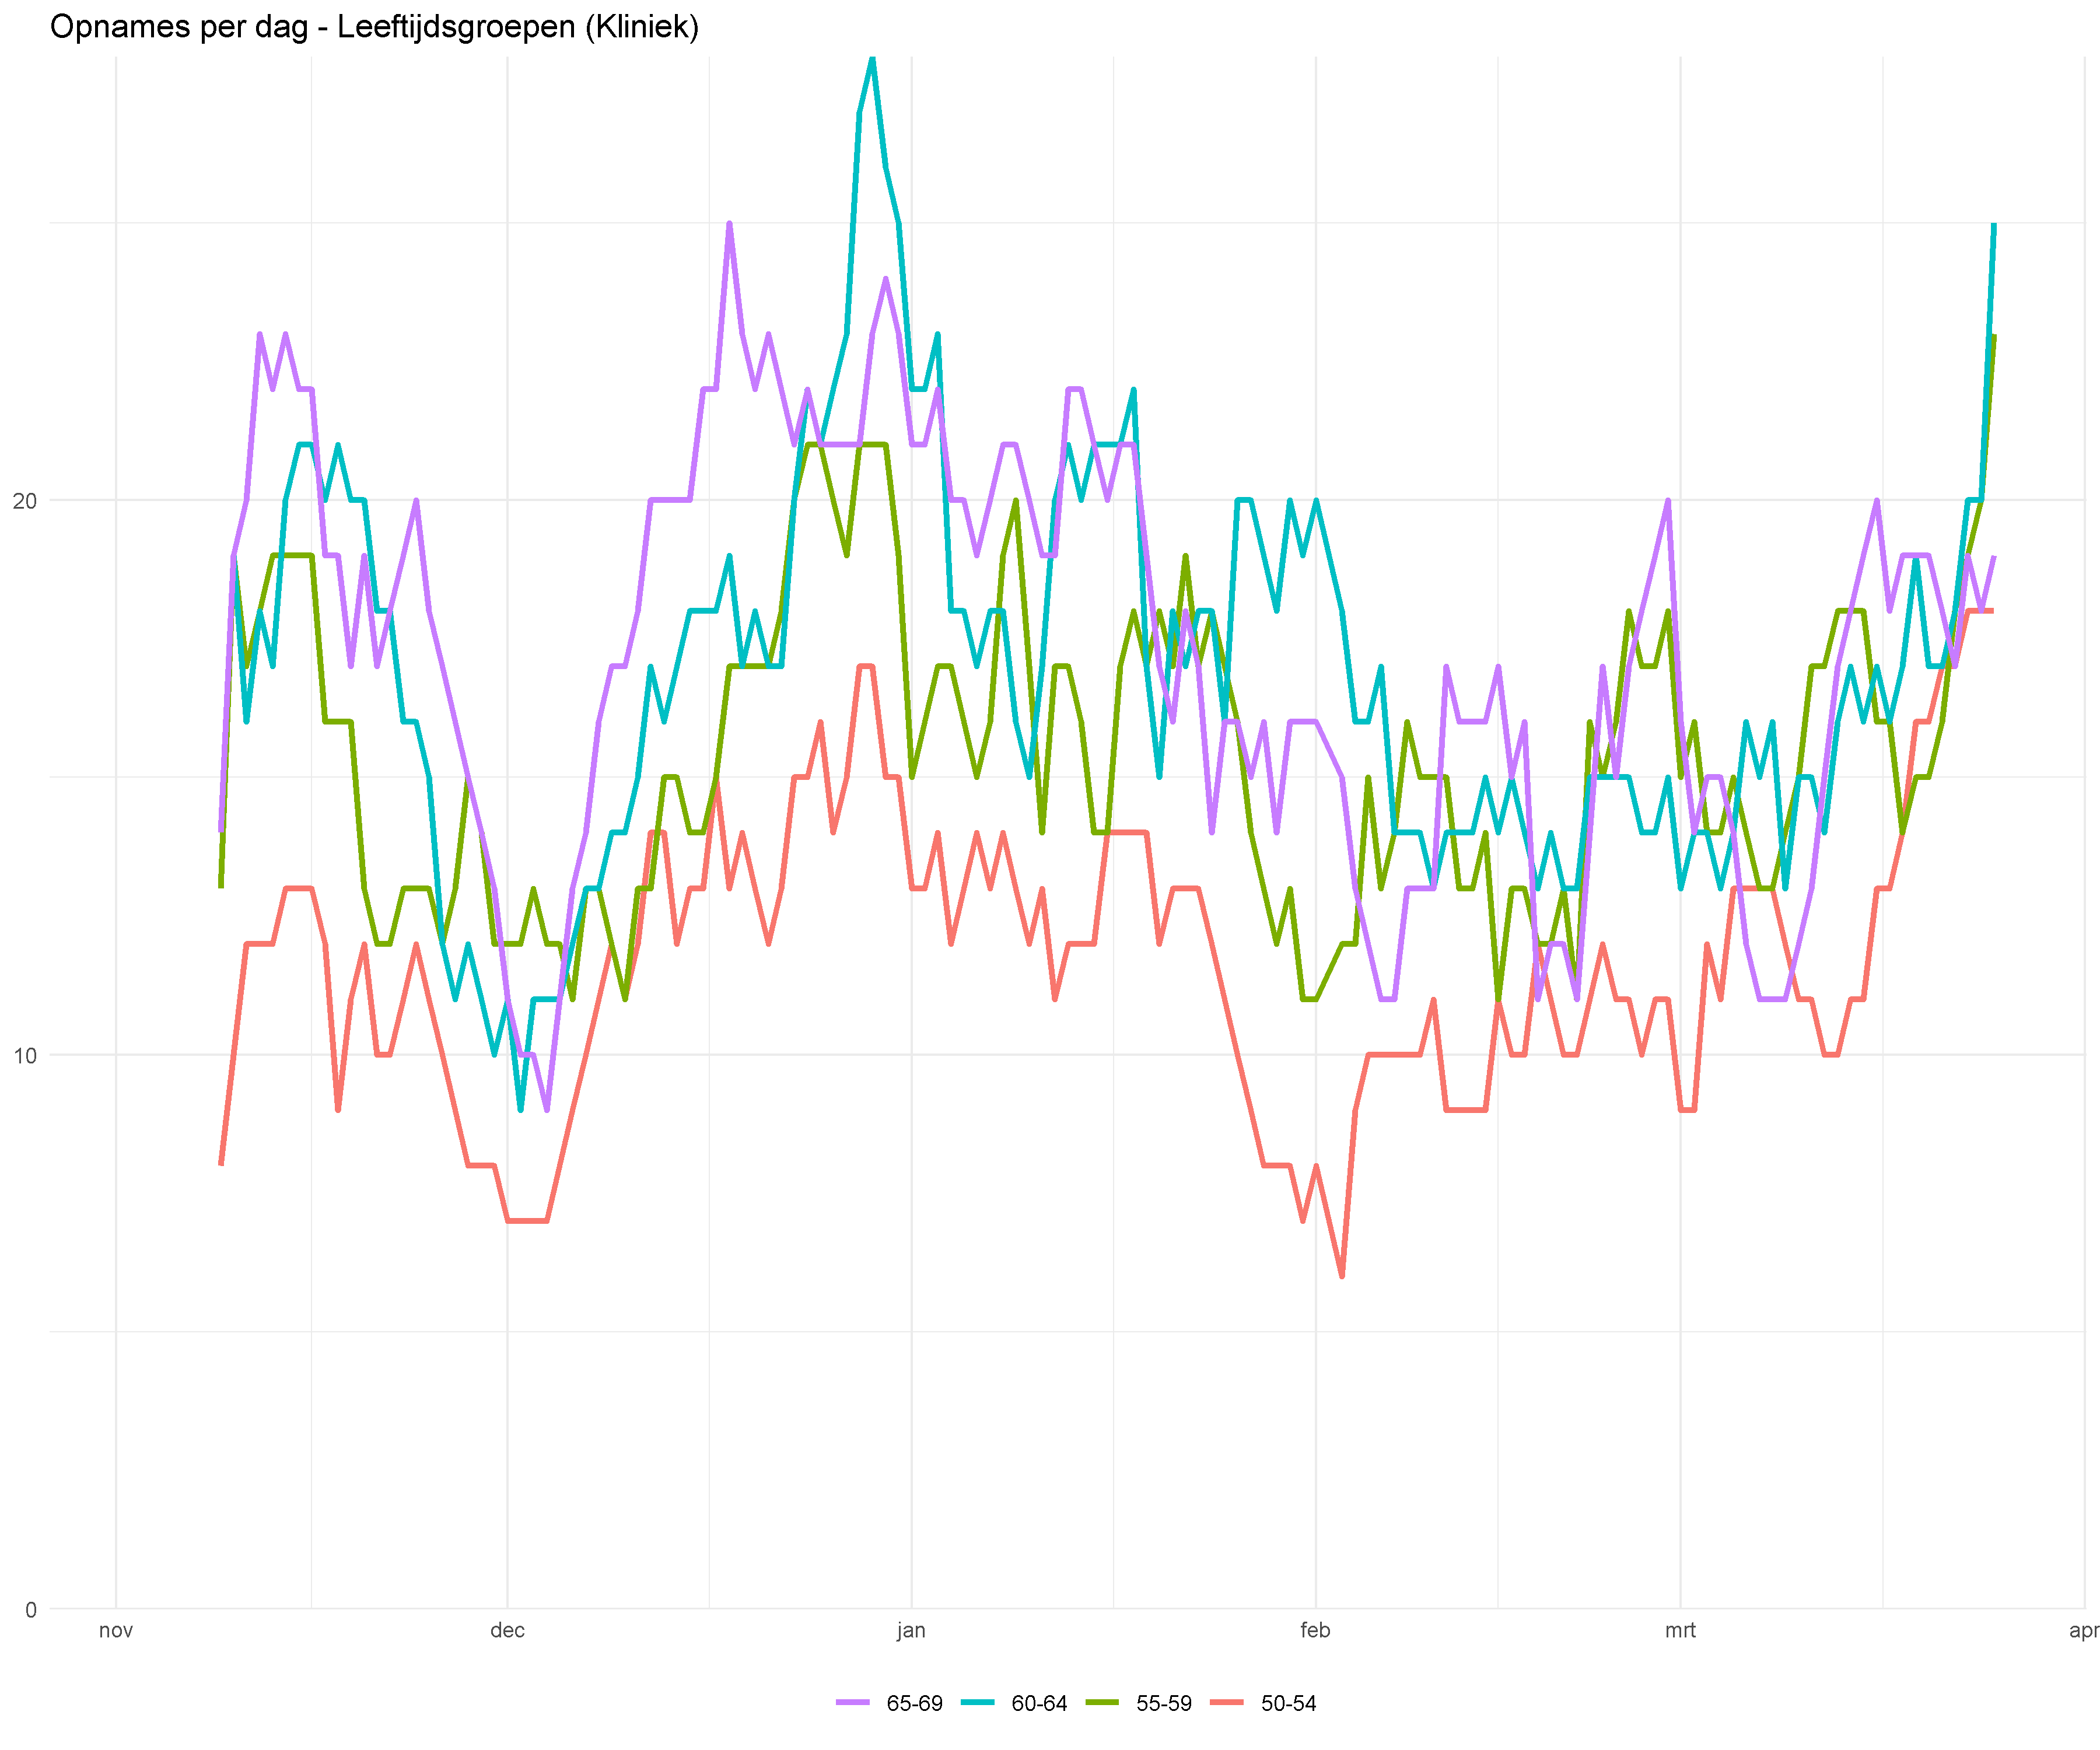 Opnames per dag - Leeftijdsgroepen (Kliniek)
20
10
0
nov dec jan feb mrt apr
65-69 60-64 55-59 50-54